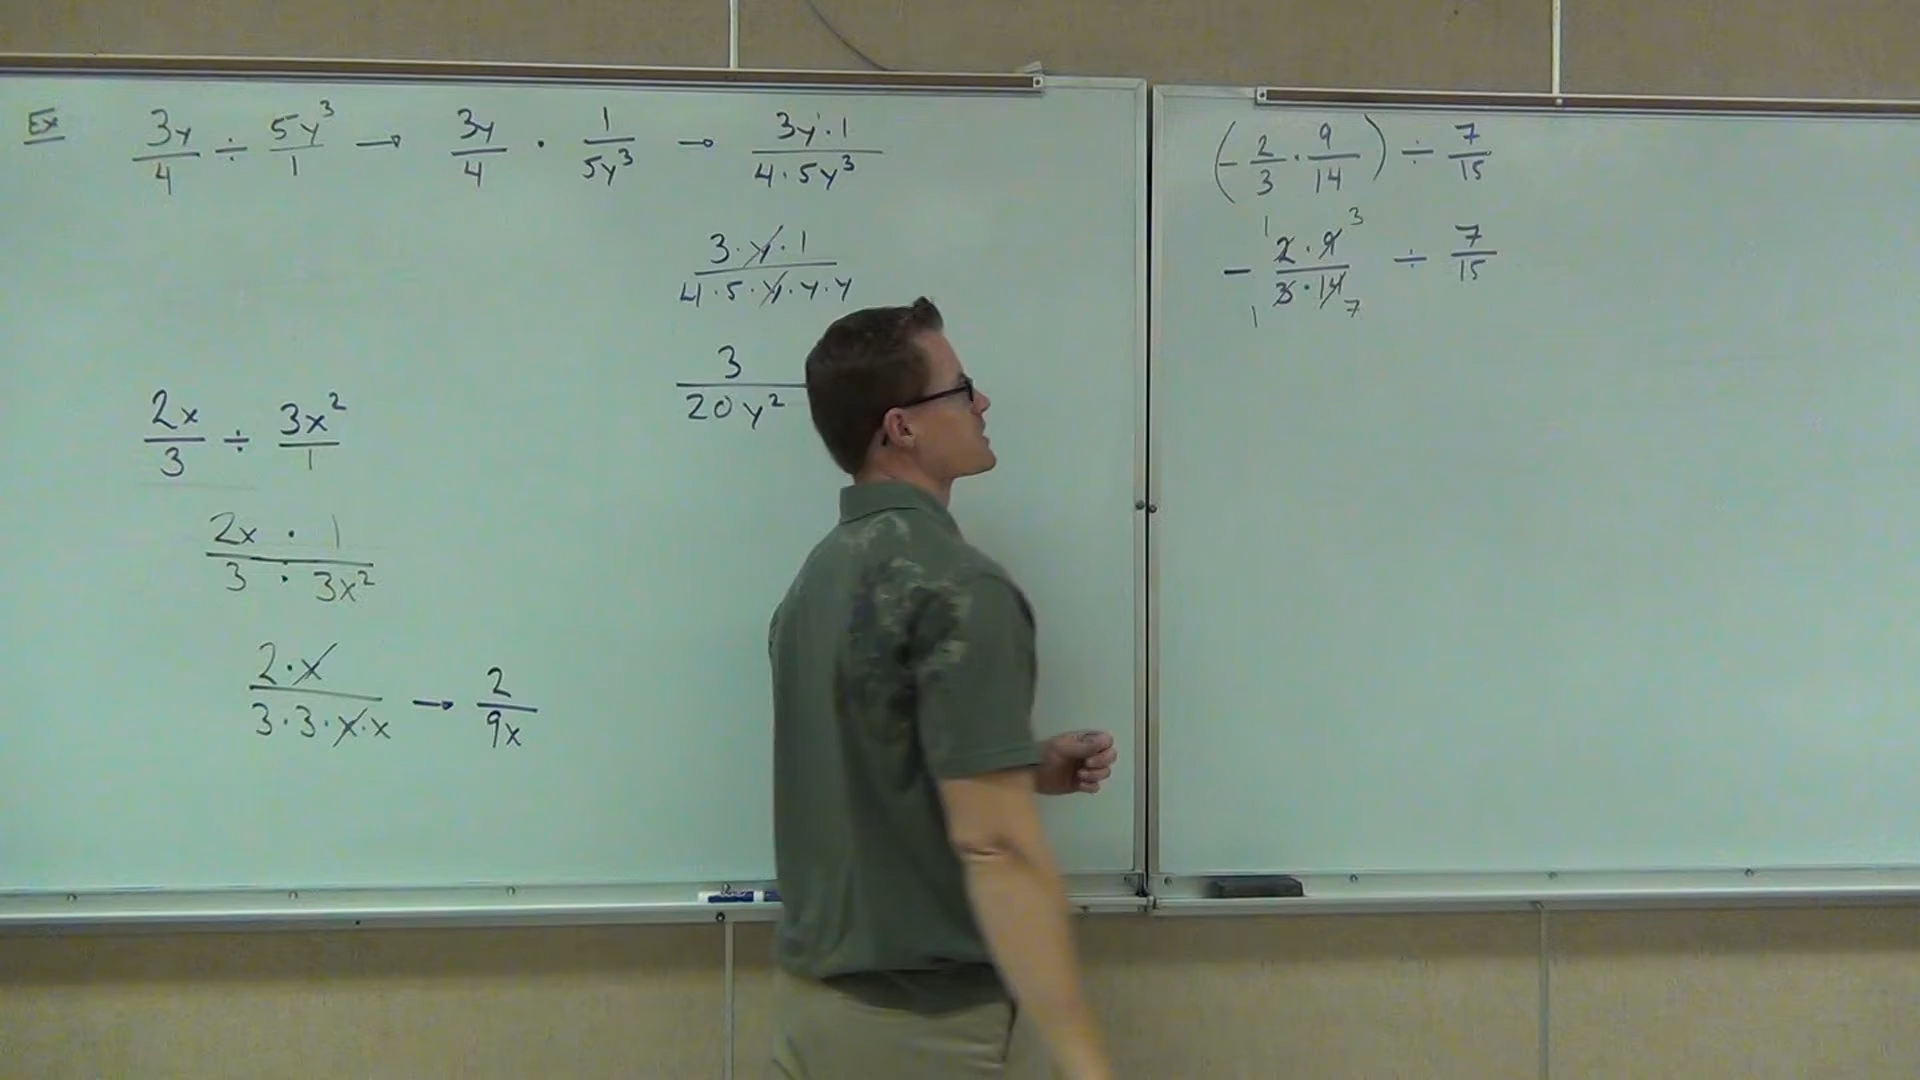 Ex 3y/4 ÷ 5y³/1 → 3y/4 · 1/5y³ → 3y·1/4·5y³
3·y·1/4·5·y·y·y
3/20y²
2x/3 ÷ 3x²/1
2x · 1/3 · 3x²
2·x/3·3·x·x → 2/9x
(-2/3 · 9/14) ÷ 7/15
1 3
- 2·9/3·14 ÷ 7/15
1 7